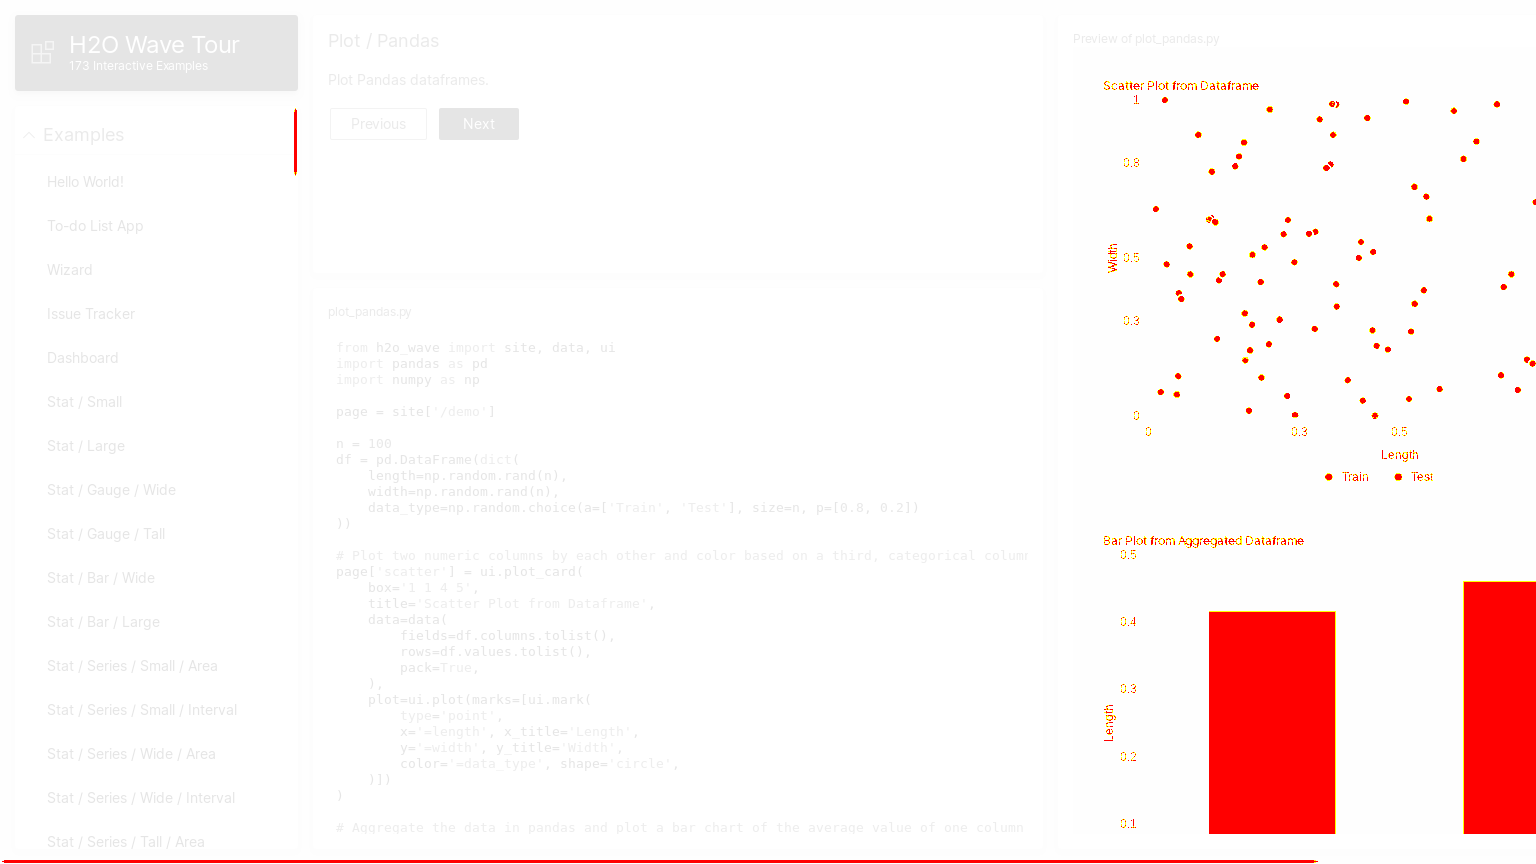 H2O Wave Tour
173 Interactive Examples
Examples
Hello World!
To-do List App
Wizard
Issue Tracker
Dashboard
Stat / Small
Stat / Large
Stat / Gauge / Wide
Stat / Gauge / Tall
Stat / Bar / Wide
Stat / Bar / Large
Stat / Series / Small / Area
Stat / Series / Small / Interval
Stat / Series / Wide / Area
Stat / Series / Wide / Interval
Stat / Series / Tall / Area
Plot / Pandas
Plot Pandas dataframes.
Previous
Next
plot_pandas.py
from h2o_wave import site, data, ui
import pandas as pd
import numpy as np
page = site['/demo']
n = 100
df = pd.DataFrame(dict(
length=np.random.rand(n),
width=np.random.rand(n),
data_type=np.random.choice(a=['Train', 'Test'], size=n, p=[0.8, 0.2])
))
# Plot two numeric columns by each other and color based on a third, categorical column
page['scatter'] = ui.plot_card(
box='1 1 4 5',
title='Scatter Plot from Dataframe',
data=data(
fields=df.columns.tolist(),
rows=df.values.tolist(),
pack=True,
),
plot=ui.plot(marks=[ui.mark(
type='point',
x='=length', x_title='Length',
y='=width', y_title='Width',
color='=data_type', shape='circle',
)])
)
# Aggregate the data in pandas and plot a bar chart of the average value of one column
Preview of plot_pandas.py
Scatter Plot from Dataframe
1
0.8
0.5
0.3
0
Width
0
0.3
0.5
Length
Train
Test
Bar Plot from Aggregated Dataframe
0.5
0.4
0.3
0.2
0.1
Length